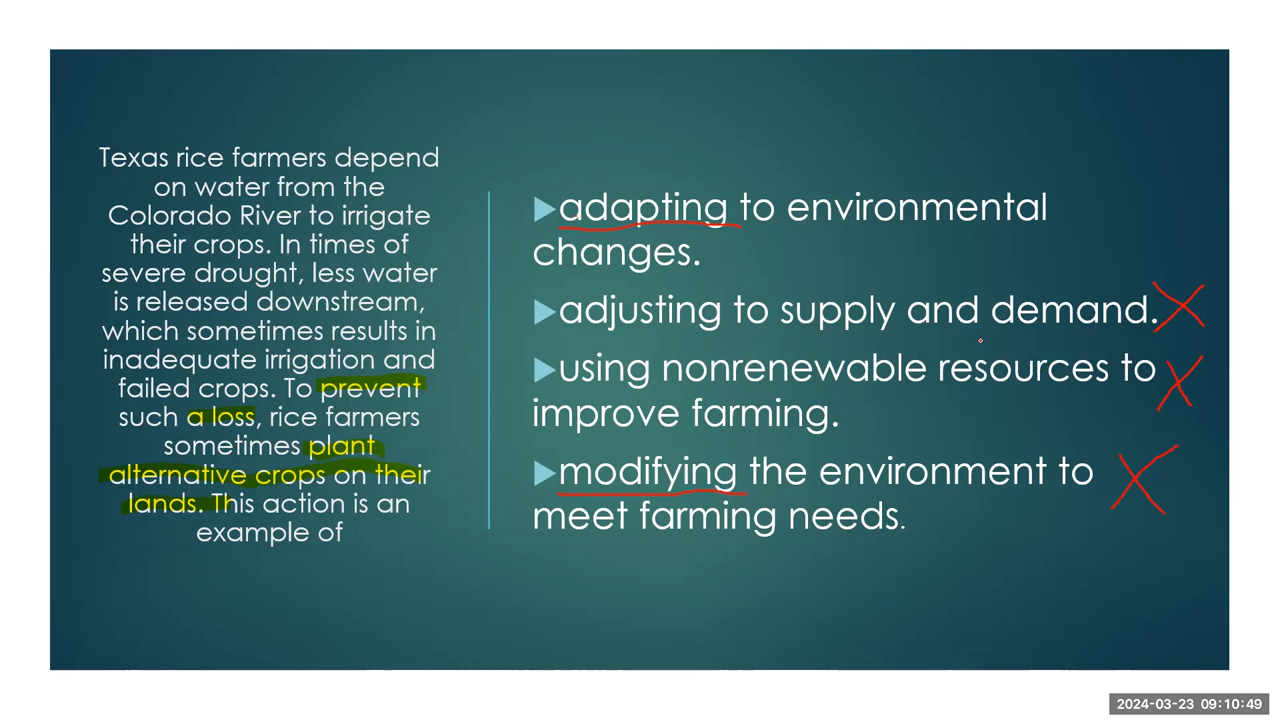 Texas rice farmers depend
on water from the
Colorado River to irrigate
their crops. In times of
severe drought, less water
is released downstream,
which sometimes results in
inadequate irrigation and
failed crops. To prevent
such a loss, rice farmers
sometimes plant
alternative crops on their
lands. This action is an
example of
adapting to environmental
changes.
adjusting to supply and demand.
using nonrenewable resources to
improve farming.
modifying the environment to
meet farming needs.
2024-03-23 09:10:49